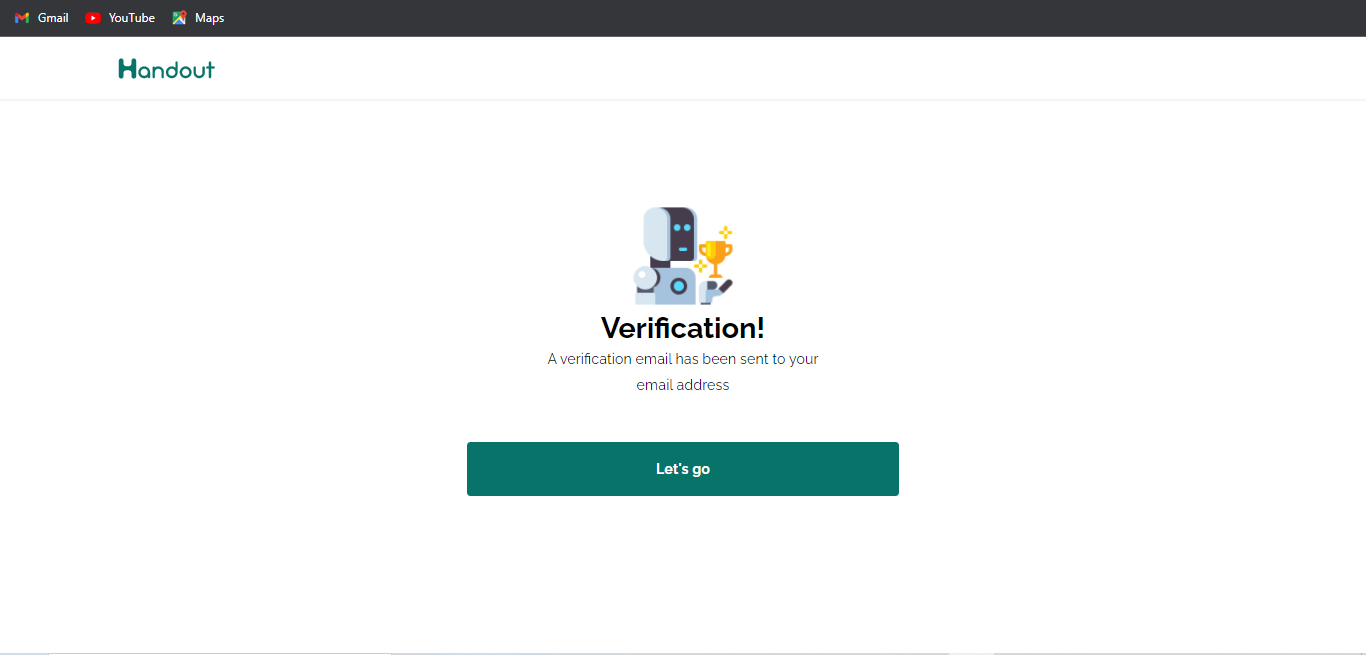 Gmail YouTube Maps
Handout
Verification!
A verification email has been sent to your
email address
Let's go